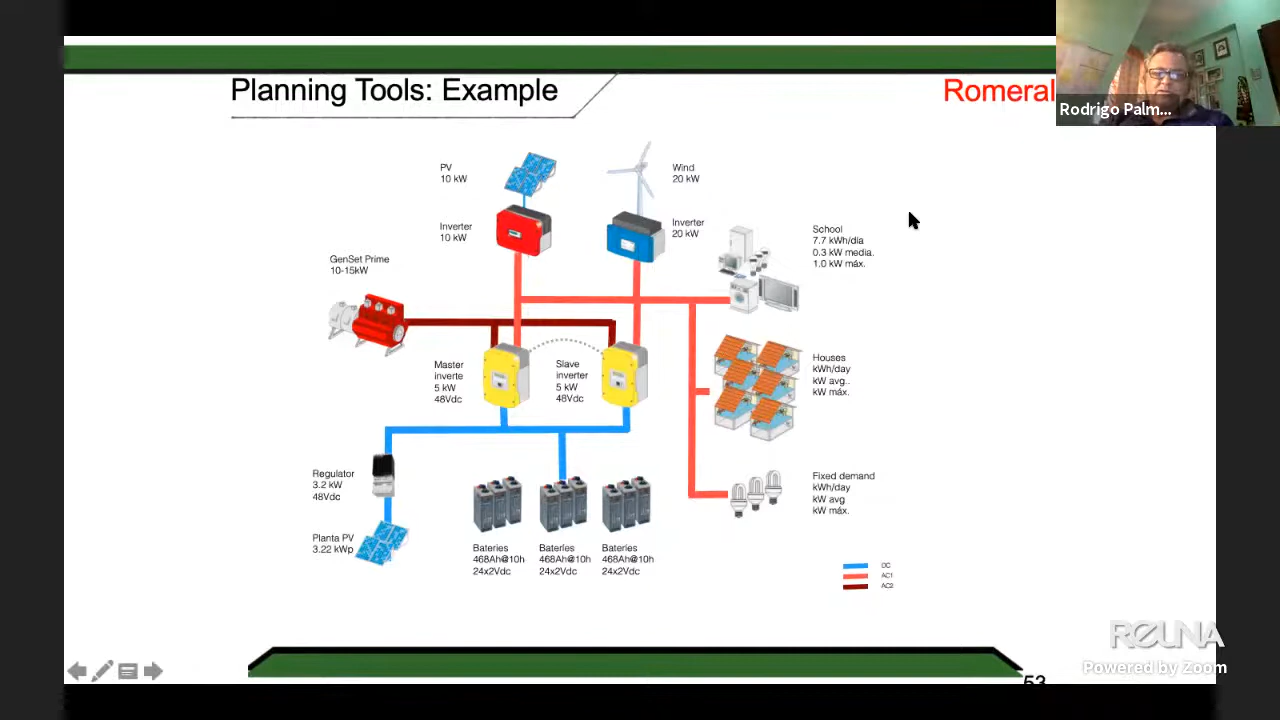 Planning Tools: Example
Romeral
Rodrigo Palm...
PV
10 kW
Wind
20 kW
Inverter
10 kW
Inverter
20 kW
School
7.7 kWh/dia
0.3 kW media.
1.0 kW máx.
GenSet Prime
10-15kW
Master
inverte
5 kW
48Vdc
Slave
inverter
5 kW
48Vdc
Houses
kWh/day
kW avg..
kW máx.
Regulator
3.2 kW
48Vdc
Fixed demand
kWh/day
kW avg
kW máx.
Planta PV
3.22 kWp
Bateries
468Ah@10h
24x2Vdc
Bateries
468Ah@10h
24x2Vdc
Bateries
468Ah@10h
24x2Vdc
DC
AC1
AC2
REUNA
Powered by Zoom
53